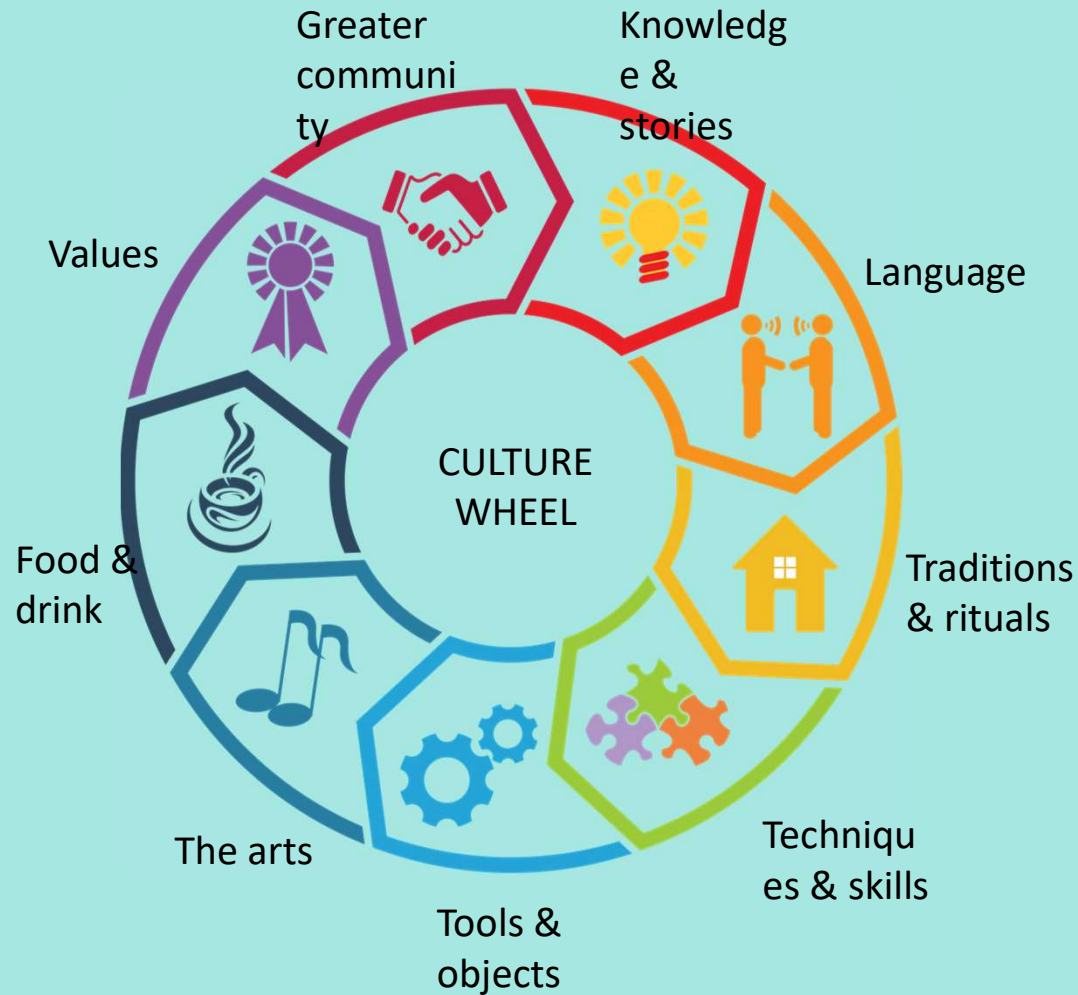 Greater
communi
ty
Knowledg
e &
stories
Values
Language
CULTURE
WHEEL
Food &
drink
Traditions
& rituals
The arts
Techniqu
es & skills
Tools &
objects